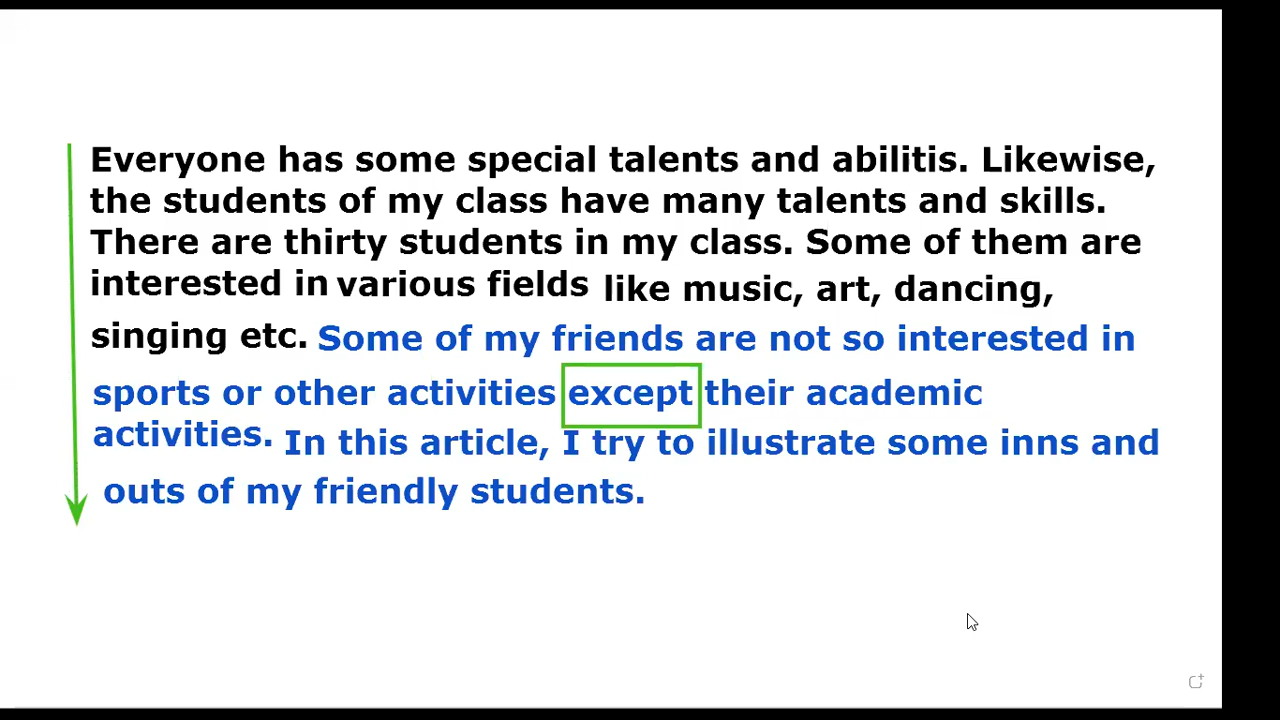 Everyone has some special talents and abilitis. Likewise,
the students of my class have many talents and skills.
There are thirty students in my class. Some of them are
interested in various fields like music, art, dancing,
singing etc. Some of my friends are not so interested in
sports or other activities except their academic
activities. In this article, I try to illustrate some inns and
outs of my friendly students.